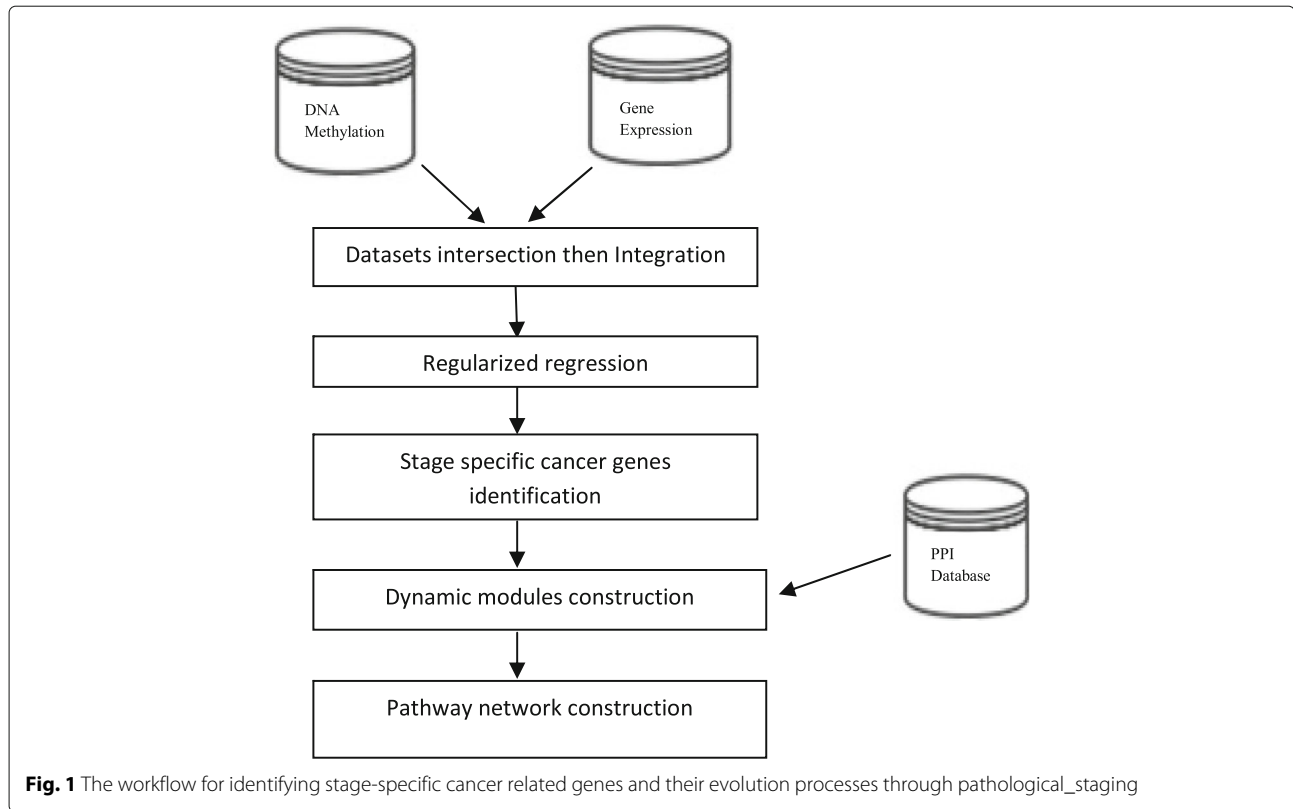 DNA
Methylation
Gene
Expression
Datasets intersection then Integration
Regularized regression
Stage specific cancer genes
identification
PPI
Database
Dynamic modules construction
Pathway network construction
Fig. 1 The workflow for identifying stage-specific cancer related genes and their evolution processes through pathological_staging